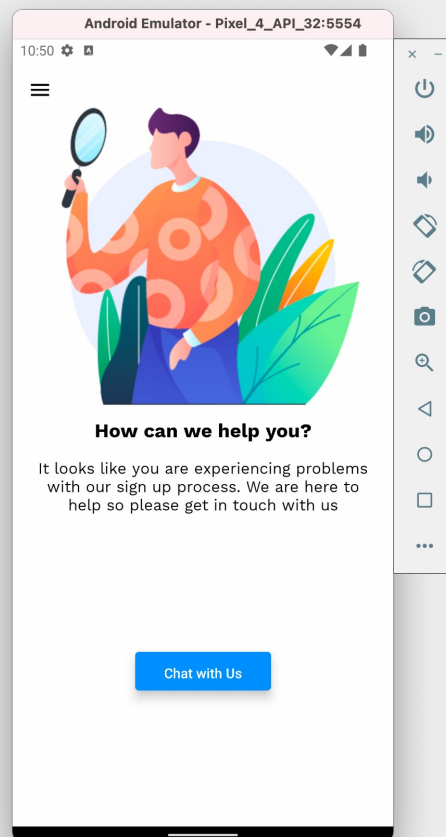 Android Emulator - Pixel_4_API_32:5554
10:50
How can we help you?
It looks like you are experiencing problems
with our sign up process. We are here to
help so please get in touch with us
Chat with Us